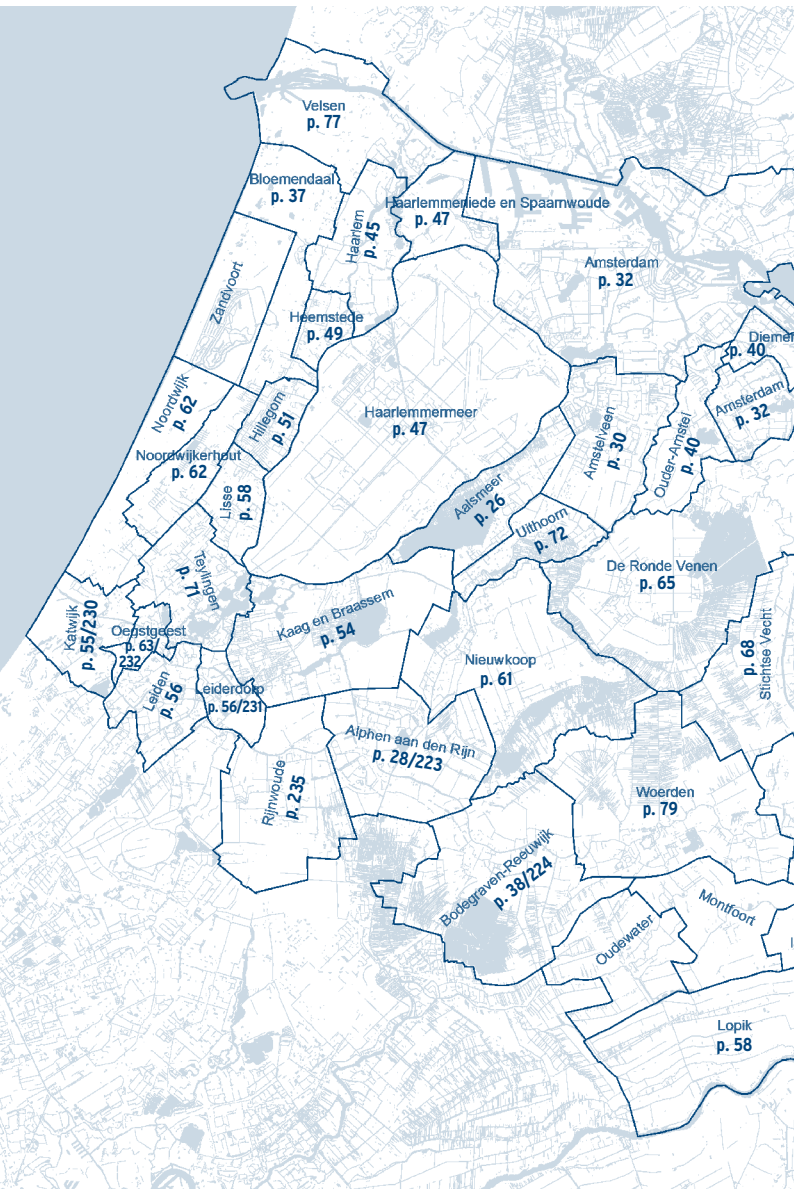 Velsen
p. 77
Bloemendaal
p. 37
Haarlem
p. 45
Haarlemmerliede en Spaarnwoude
p. 47
Amsterdam
p. 32
Zandvoort
Heemstede
p. 49
Diemen
p. 40
Amsterdam
p. 32
Noordwijk
p. 62
Hillegom
p. 51
Haarlemmermeer
p. 47
Amstelveen
p. 30
Ouder-Amstel
p. 40
Noordwijkerhout
p. 62
Lisse
p. 58
Aalsmeer
p. 26
Uithoorn
p. 72
De Ronde Venen
p. 65
Teylingen
p. 71
Katwijk
p. 55/230
Oegstgeest
p. 63/
232
Kaag en Braassem
p. 54
Nieuwkoop
p. 61
p. 68
Stichtse Vecht
Leiden
p. 56
Leiderdorp
p. 56/231
Alphen aan den Rijn
p. 28/223
Rijnwoude
p. 235
Woerden
p. 79
Bodegraven-Reeuwijk
p. 38/224
Montfoort
Oudewater
Lopik
p. 58